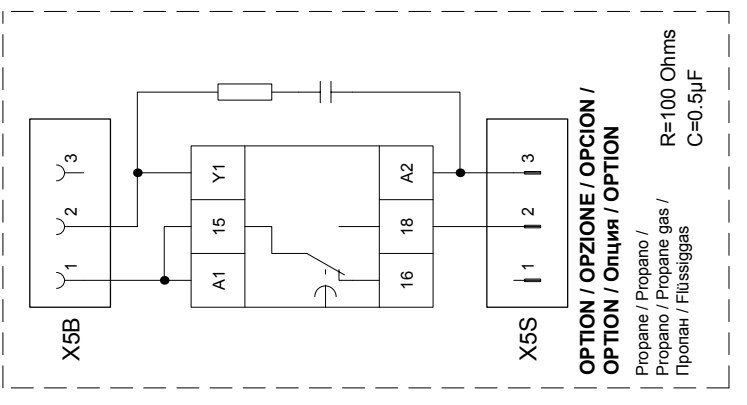 X5B
1
2
3
A1
15
Y1
16
18
A2
X5S
1
2
3
OPTION / OPZIONE / OPCION /
OPTION / Опция / OPTION
Propane / Propano /
Propano / Propane gas /
Пропан / Flüssiggas
R=100 Ohms
C=0.5µF